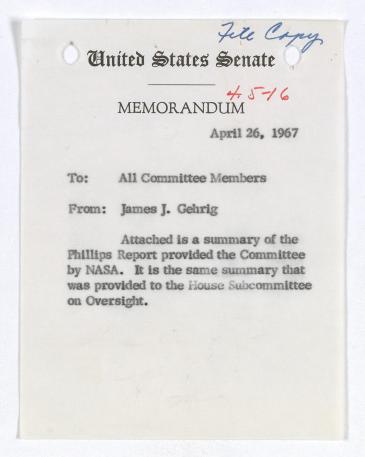 File Copy
United States Senate
4-5-16
MEMORANDUM
April 26, 1967
To: All Committee Members
From: James J. Gehrig
Attached is a summary of the
Phillips Report provided the Committee
by NASA. It is the same summary that
was provided to the House Subcommittee
on Oversight.